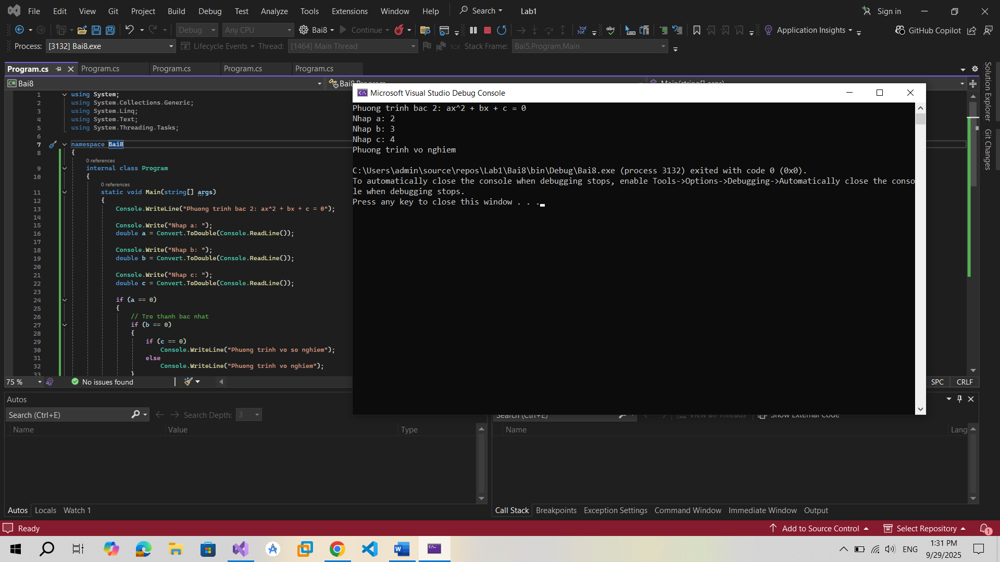 File Edit View Git Project Build Debug Test Analyze Tools Extensions Window Help Search Lab1 Sign in
Debug Any CPU Bai8 Continue Application Insights GitHub Copilot
Process: [3132] Bai8.exe Lifecycle Events Thread: [1464] Main Thread Stack Frame: Bai5.Program.Main
Program.cs Program.cs Program.cs Program.cs Program.cs
Bai8 Bai8.Program Main(string[] args)
1 using System;
2 using System.Collections.Generic;
3 using System.Linq;
4 using System.Text;
5 using System.Threading.Tasks;
6
7 namespace Bai8
8 {
0 references
9 internal class Program
10 {
0 references
11 static void Main(string[] args)
12 {
13 Console.WriteLine("Phuong trinh bac 2: ax^2 + bx + c = 0");
14
15 Console.Write("Nhap a: ");
16 double a = Convert.ToDouble(Console.ReadLine());
17
18 Console.Write("Nhap b: ");
19 double b = Convert.ToDouble(Console.ReadLine());
20
21 Console.Write("Nhap c: ");
22 double c = Convert.ToDouble(Console.ReadLine());
23
24 if (a == 0)
25 {
26 // Tro thanh bac nhat
27 if (b == 0)
28 {
29 if (c == 0)
30 Console.WriteLine("Phuong trinh vo so nghiem");
31 else
32 Console.WriteLine("Phuong trinh vo nghiem");
33 }
75 % No issues found SPC CRLF
Microsoft Visual Studio Debug Console
Phuong trinh bac 2: ax^2 + bx + c = 0
Nhap a: 2
Nhap b: 3
Nhap c: 4
Phuong trinh vo nghiem
C:\Users\admin\source\repos\Lab1\Bai8\bin\Debug\Bai8.exe (process 3132) exited with code 0 (0x0).
To automatically close the console when debugging stops, enable Tools->Options->Debugging->Automatically close the conso
le when debugging stops.
Press any key to close this window . . .
Solution Explorer
Git Changes
Autos
Search (Ctrl+E) Search Depth: 3
Name Value Type
Autos Locals Watch 1
Search (Ctrl+E) View all Threads Show External Code
Name Lang
Call Stack Breakpoints Exception Settings Command Window Immediate Window Output
Ready Add to Source Control Select Repository 1
ENG 1:31 PM
9/29/2025